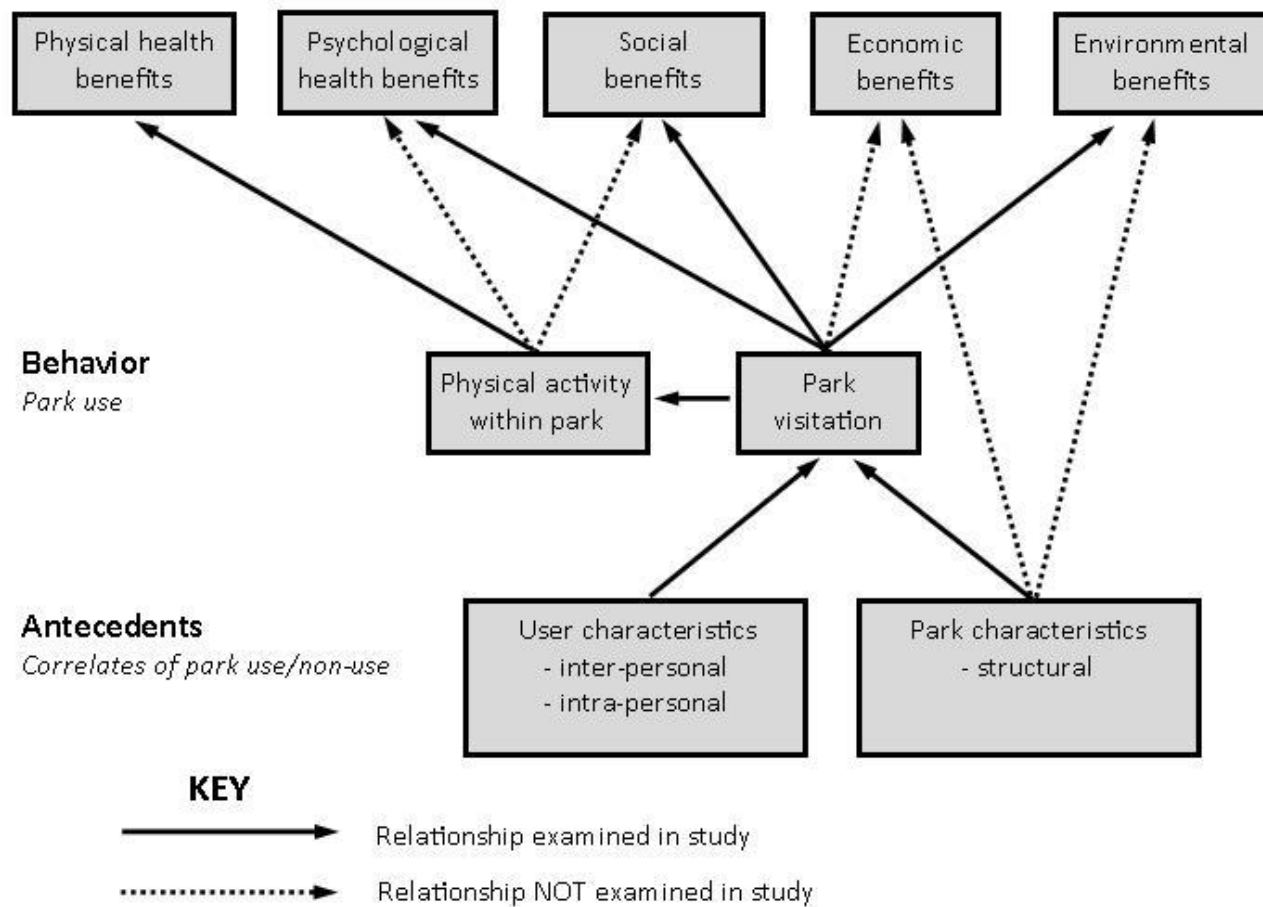 Physical health
benefits
Psychological
health benefits
Social
benefits
Economic
benefits
Environmental
benefits
Behavior
Park use
Physical activity
within park
Park
visitation
Antecedents
Correlates of park use/non-use
User characteristics
- inter-personal
- intra-personal
Park characteristics
- structural
KEY
Relationship examined in study
Relationship NOT examined in study